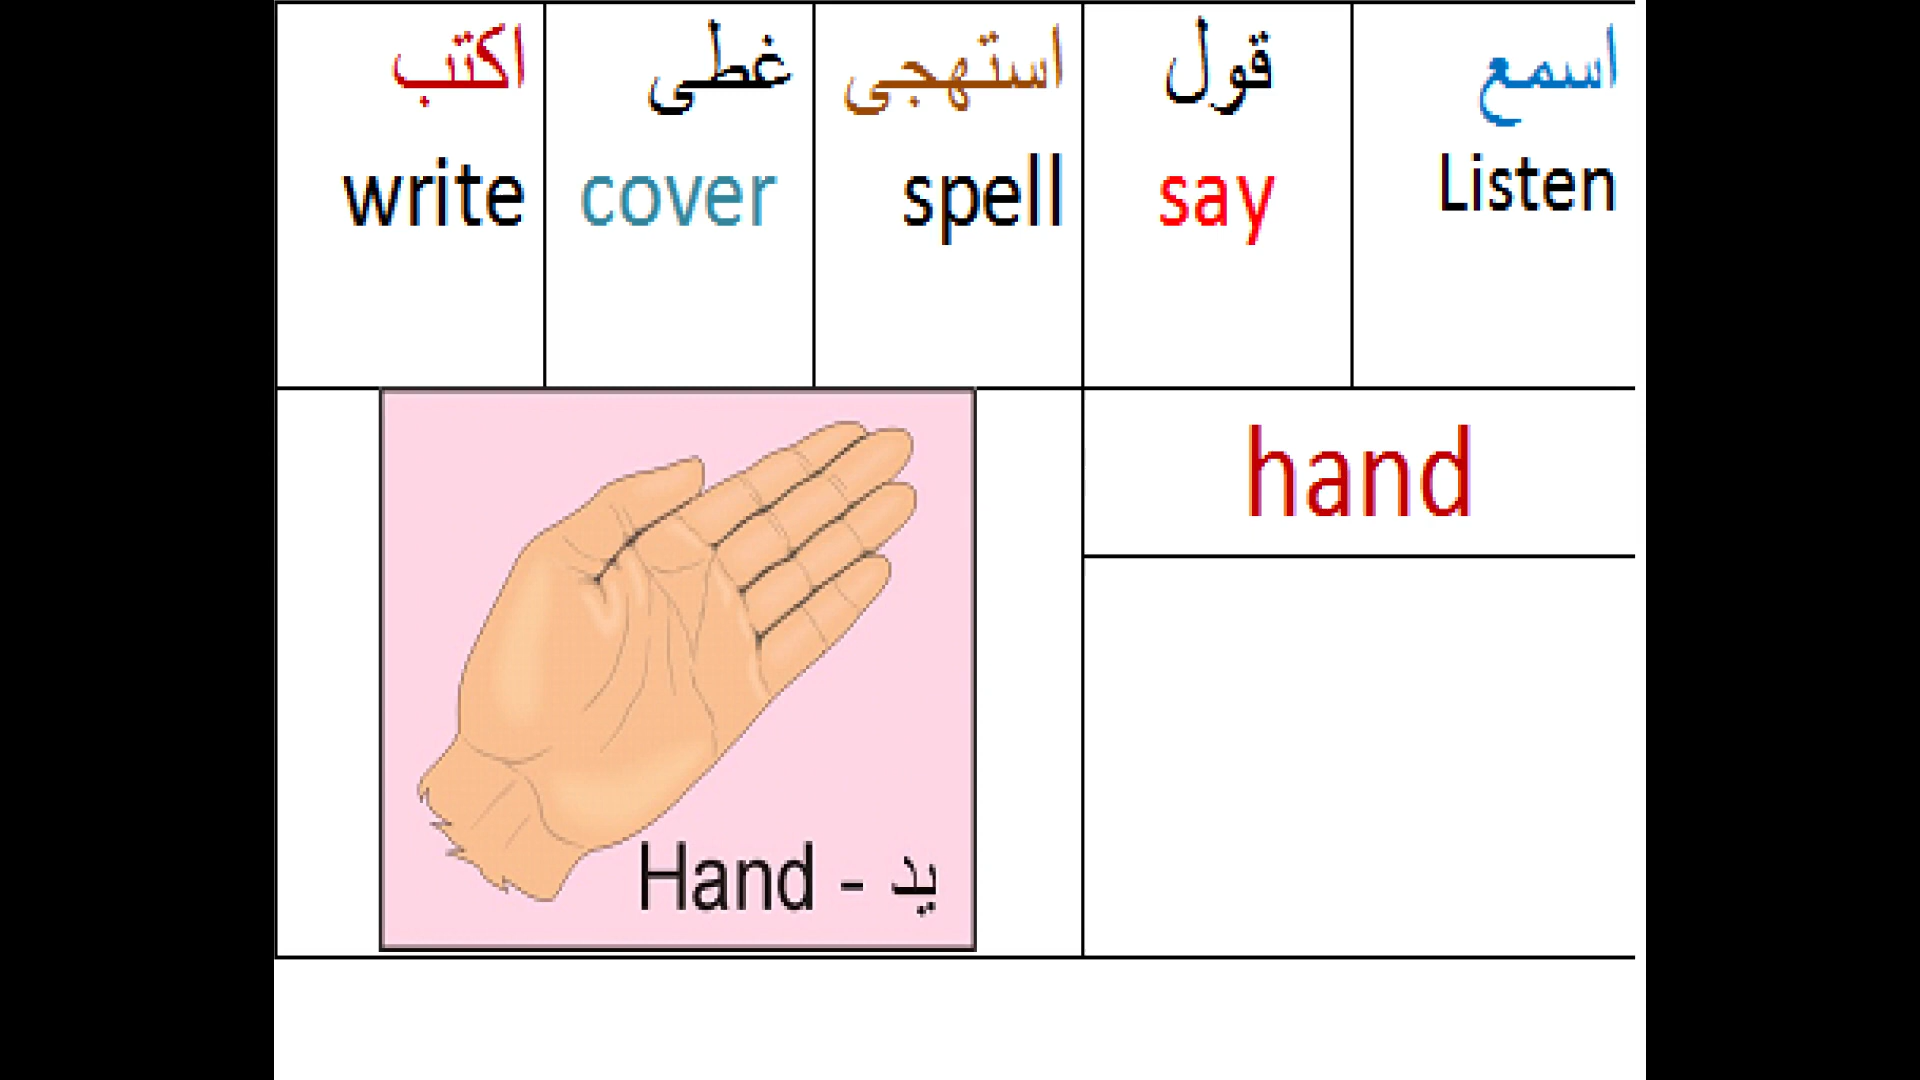 اسمع
Listen
قول
say
استهجى
spell
غطى
cover
اكتب
write
hand
Hand - يد